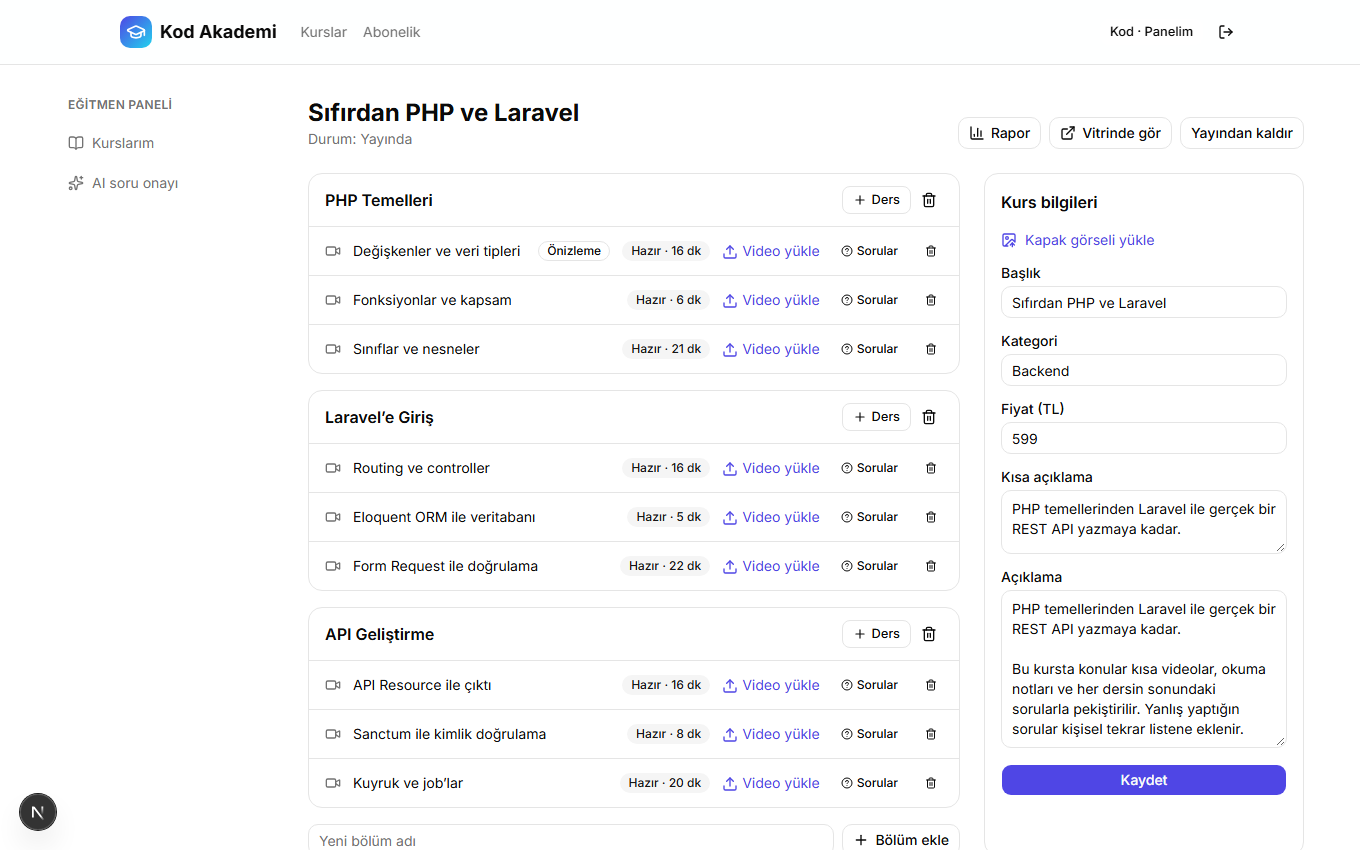 Kod Akademi
Kurslar
Abonelik
Kod · Panelim
EĞİTMEN PANELİ
Kurslarım
AI soru onayı
Sıfırdan PHP ve Laravel
Durum: Yayında
Rapor
Vitrinde gör
Yayından kaldır
PHP Temelleri
+ Ders
Değişkenler ve veri tipleri
Önizleme
Hazır · 16 dk
Video yükle
Sorular
Fonksiyonlar ve kapsam
Hazır · 6 dk
Video yükle
Sorular
Sınıflar ve nesneler
Hazır · 21 dk
Video yükle
Sorular
Laravel’e Giriş
+ Ders
Routing ve controller
Hazır · 16 dk
Video yükle
Sorular
Eloquent ORM ile veritabanı
Hazır · 5 dk
Video yükle
Sorular
Form Request ile doğrulama
Hazır · 22 dk
Video yükle
Sorular
API Geliştirme
+ Ders
API Resource ile çıktı
Hazır · 16 dk
Video yükle
Sorular
Sanctum ile kimlik doğrulama
Hazır · 8 dk
Video yükle
Sorular
Kuyruk ve job’lar
Hazır · 20 dk
Video yükle
Sorular
Yeni bölüm adı
+ Bölüm ekle
Kurs bilgileri
Kapak görseli yükle
Başlık
Sıfırdan PHP ve Laravel
Kategori
Backend
Fiyat (TL)
599
Kısa açıklama
PHP temellerinden Laravel ile gerçek bir
REST API yazmaya kadar.
Açıklama
PHP temellerinden Laravel ile gerçek bir
REST API yazmaya kadar.
Bu kursta konular kısa videolar, okuma
notları ve her dersin sonundaki
sorularla pekiştirilir. Yanlış yaptığın
sorular kişisel tekrar listene eklenir.
Kaydet
N